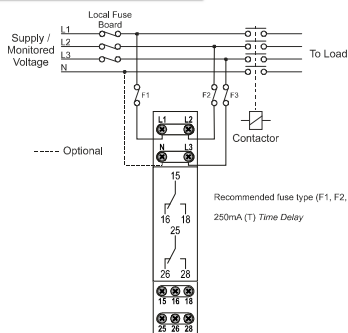 Local Fuse
Board
Supply /
Monitored
Voltage
L1
L2
L3
N
To Load
F1
F2
F3
Contactor
Optional
L1 L2
N L3
15
16 18
25
26 28
Recommended fuse type (F1, F2,
250mA (T) Time Delay
15 16 18
25 26 28